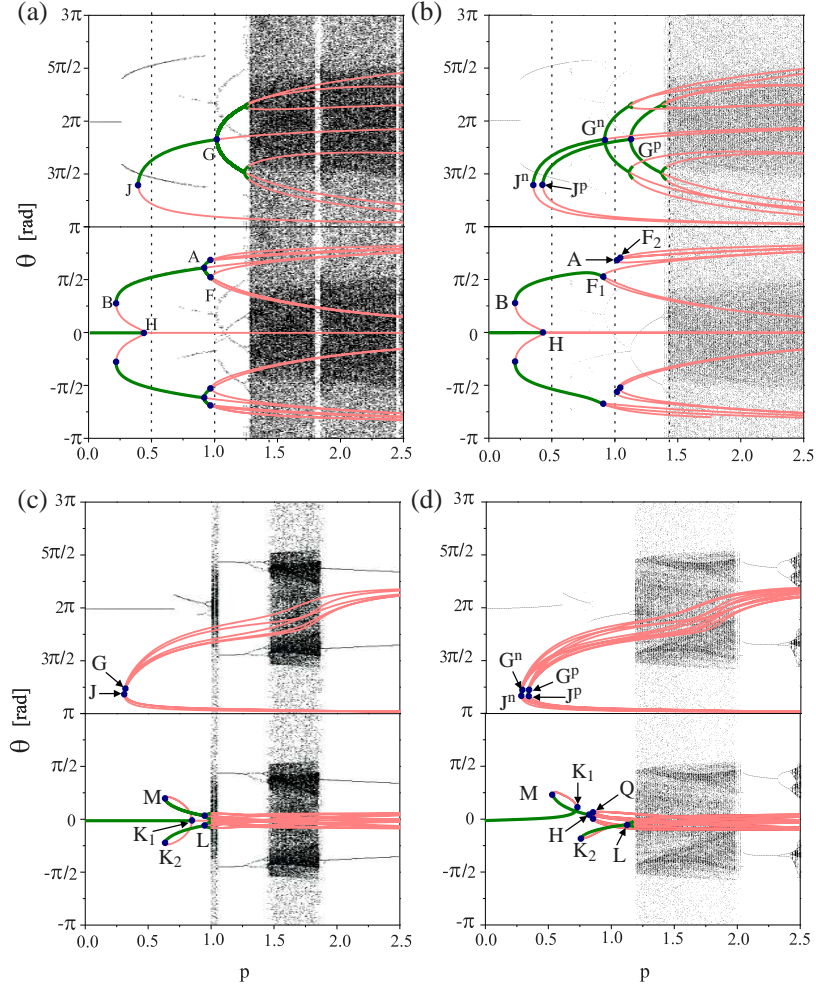 (a) (b)
3π 3π
5π/2 5π/2
2π 2π
3π/2 3π/2
π π
π/2 π/2
0 0
-π/2 -π/2
-π -π
θ [rad]
G J A F B H
Gⁿ Gᵖ Jⁿ Jᵖ F₂ A F₁ B H
0.0 0.5 1.0 1.5 2.0 2.5 0.0 0.5 1.0 1.5 2.0 2.5
(c) (d)
3π 3π
5π/2 5π/2
2π 2π
3π/2 3π/2
π π
π/2 π/2
0 0
-π/2 -π/2
-π -π
θ [rad]
G J M K₁ K₂ L
Gⁿ Gᵖ Jⁿ Jᵖ M K₁ Q H K₂ L
0.0 0.5 1.0 1.5 2.0 2.5 0.0 0.5 1.0 1.5 2.0 2.5
p p